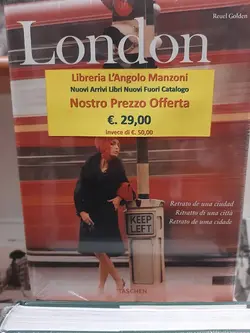 Reuel Golden
London
Libreria L'Angolo Manzoni
Nuovi Arrivi Libri Nuovi Fuori Catalogo
Nostro Prezzo Offerta
€. 29,00
invece di €. 50,00
KEEP
LEFT
Retrato de una ciudad
Ritratto di una città
Retrato de uma cidade
TASCHEN